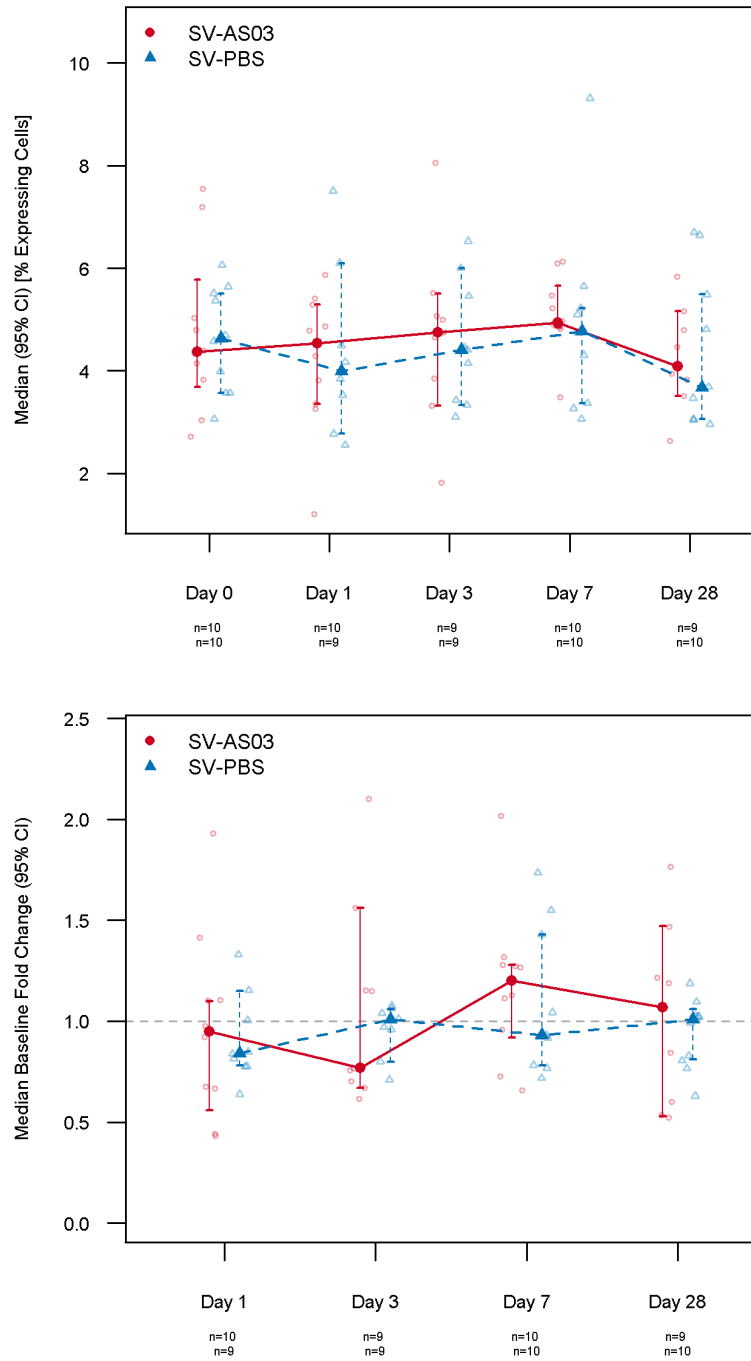 SV-AS03
SV-PBS
Median (95% CI) [% Expressing Cells]
10
8
6
4
2
Day 0 Day 1 Day 3 Day 7 Day 28
n=10 n=10 n=9 n=10 n=9
n=10 n=9 n=9 n=10 n=10
SV-AS03
SV-PBS
Median Baseline Fold Change (95% CI)
2.5
2.0
1.5
1.0
0.5
0.0
Day 1 Day 3 Day 7 Day 28
n=10 n=9 n=10 n=9
n=9 n=9 n=10 n=10